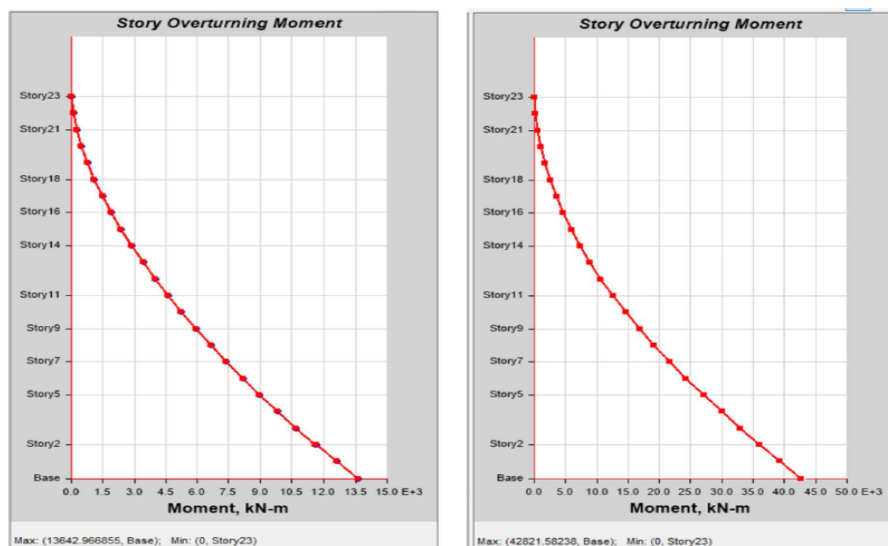 Story Overturning Moment
Story23
Story21
Story18
Story16
Story14
Story11
Story9
Story7
Story5
Story2
Base
0.0 1.5 3.0 4.5 6.0 7.5 9.0 10.5 12.0 13.5 15.0 E+3
Moment, kN-m
Max: (13642.966855, Base); Min: (0, Story23)
Story Overturning Moment
Story23
Story21
Story18
Story16
Story14
Story11
Story9
Story7
Story5
Story2
Base
0.0 5.0 10.0 15.0 20.0 25.0 30.0 35.0 40.0 45.0 50.0 E+3
Moment, kN-m
Max: (42821.58238, Base); Min: (0, Story23)